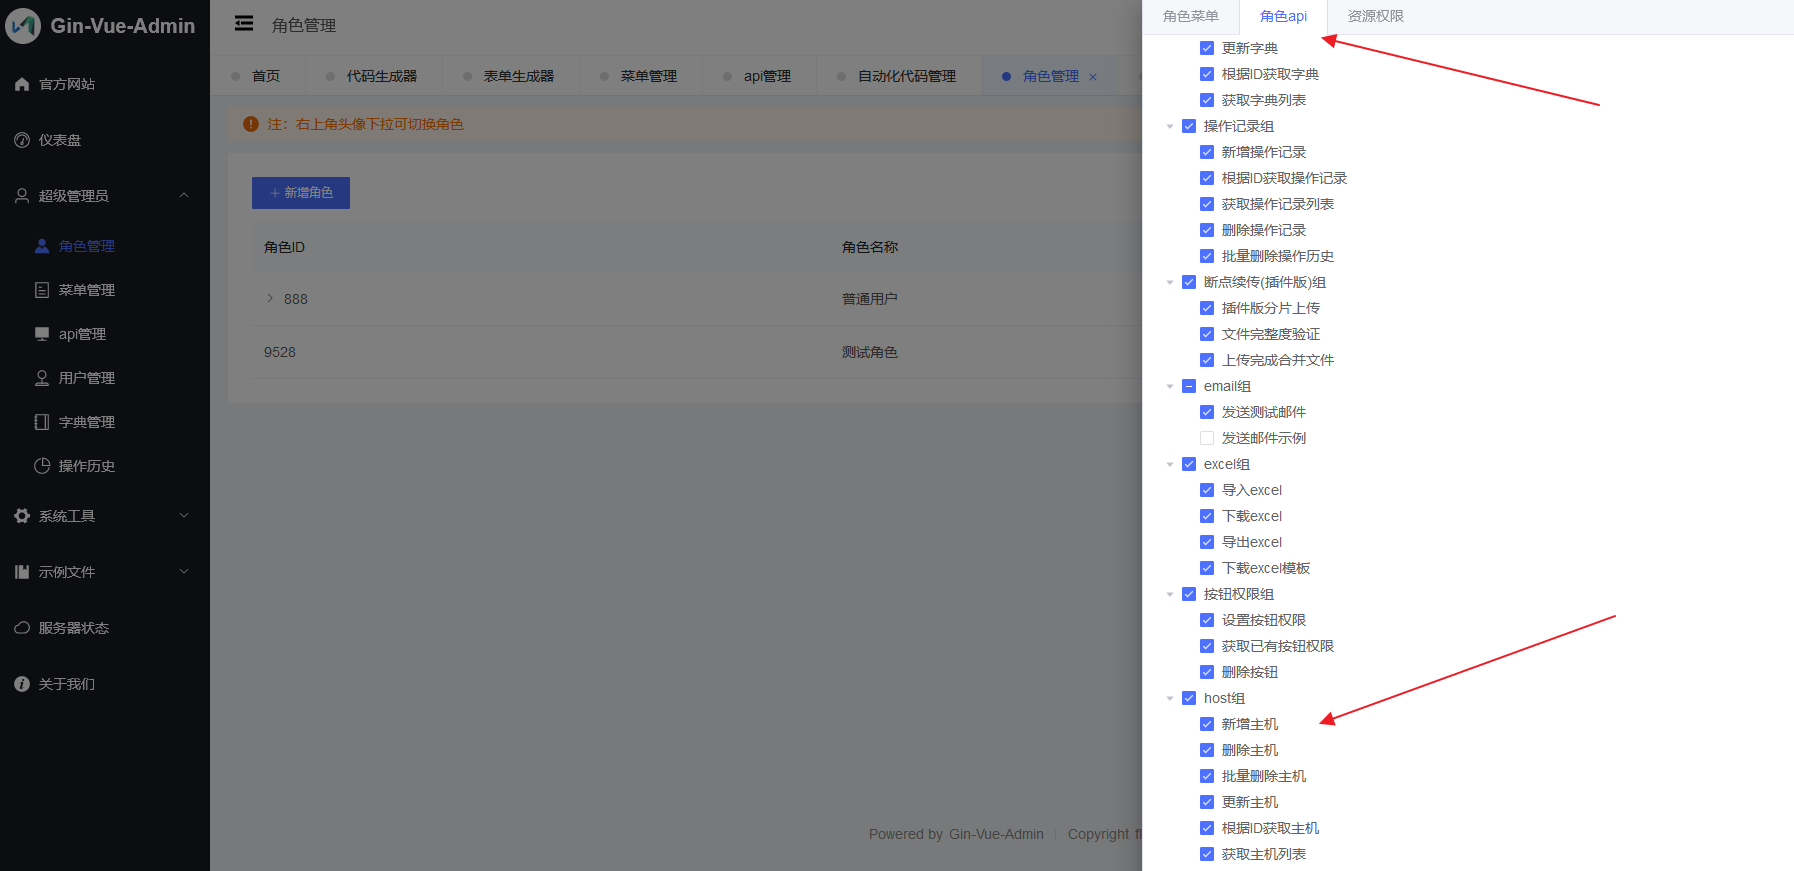 Gin-Vue-Admin
官方网站
仪表盘
超级管理员
角色管理
菜单管理
api管理
用户管理
字典管理
操作历史
系统工具
示例文件
服务器状态
关于我们
角色管理
首页
代码生成器
表单生成器
菜单管理
api管理
自动化代码管理
角色管理
注：右上角头像下拉可切换角色
新增角色
角色ID 角色名称
888 普通用户
9528 测试角色
Powered by Gin-Vue-Admin Copyright fl
角色菜单 角色api 资源权限
更新字典
根据ID获取字典
获取字典列表
操作记录组
新增操作记录
根据ID获取操作记录
获取操作记录列表
删除操作记录
批量删除操作历史
断点续传(插件版)组
插件版分片上传
文件完整度验证
上传完成合并文件
email组
发送测试邮件
发送邮件示例
excel组
导入excel
下载excel
导出excel
下载excel模板
按钮权限组
设置按钮权限
获取已有按钮权限
删除按钮
host组
新增主机
删除主机
批量删除主机
更新主机
根据ID获取主机
获取主机列表